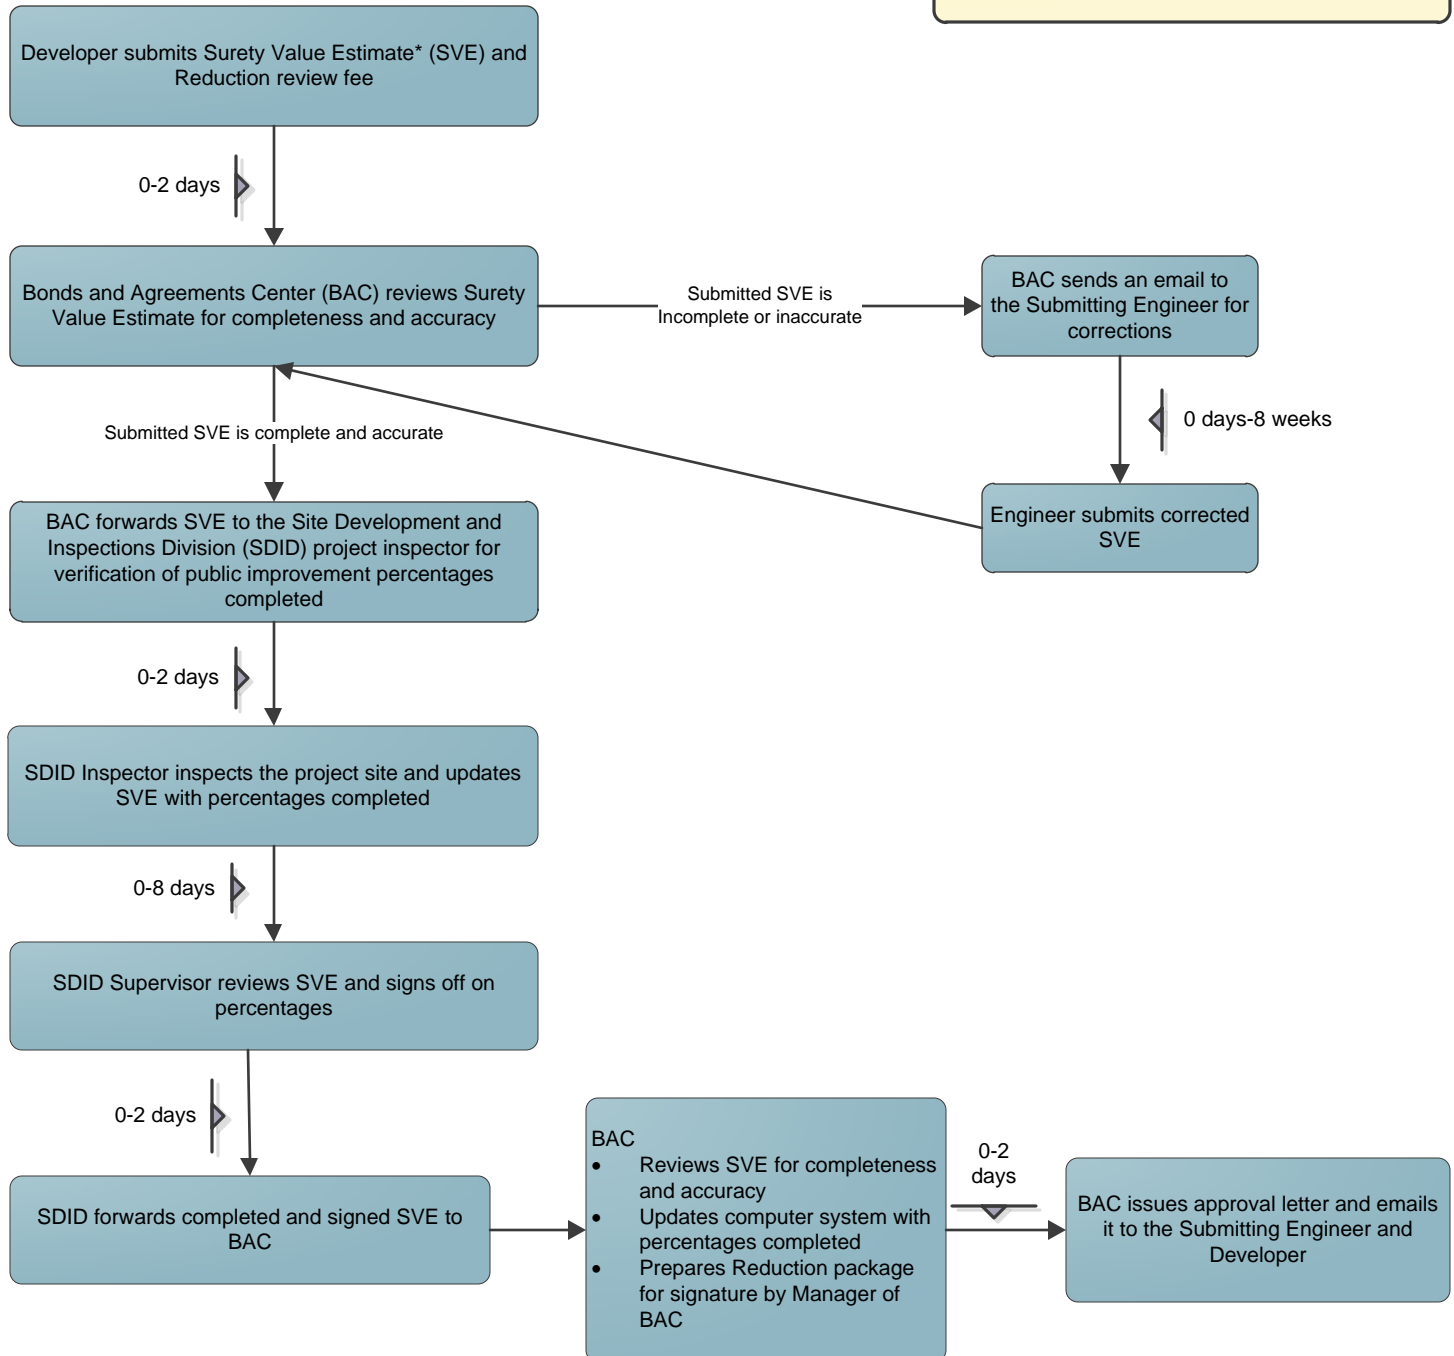 Developer submits Surety Value Estimate* (SVE) and
Reduction review fee
0-2 days
Bonds and Agreements Center (BAC) reviews Surety
Value Estimate for completeness and accuracy
Submitted SVE is
Incomplete or inaccurate
BAC sends an email to
the Submitting Engineer for
corrections
0 days-8 weeks
Engineer submits corrected
SVE
Submitted SVE is complete and accurate
BAC forwards SVE to the Site Development and
Inspections Division (SDID) project inspector for
verification of public improvement percentages
completed
0-2 days
SDID Inspector inspects the project site and updates
SVE with percentages completed
0-8 days
SDID Supervisor reviews SVE and signs off on
percentages
0-2 days
SDID forwards completed and signed SVE to
BAC
BAC
• Reviews SVE for completeness
and accuracy
• Updates computer system with
percentages completed
• Prepares Reduction package
for signature by Manager of
BAC
0-2
days
BAC issues approval letter and emails
it to the Submitting Engineer and
Developer